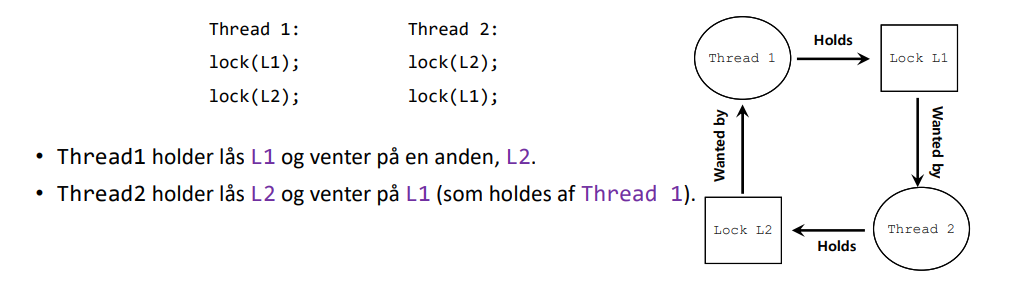 Thread 1:
Thread 2:
lock(L1);
lock(L2);
lock(L2);
lock(L1);
• Thread1 holder lås L1 og venter på en anden, L2.
• Thread2 holder lås L2 og venter på L1 (som holdes af Thread 1).
Thread 1
Holds
Lock L1
Wanted by
Wanted by
Lock L2
Holds
Thread 2